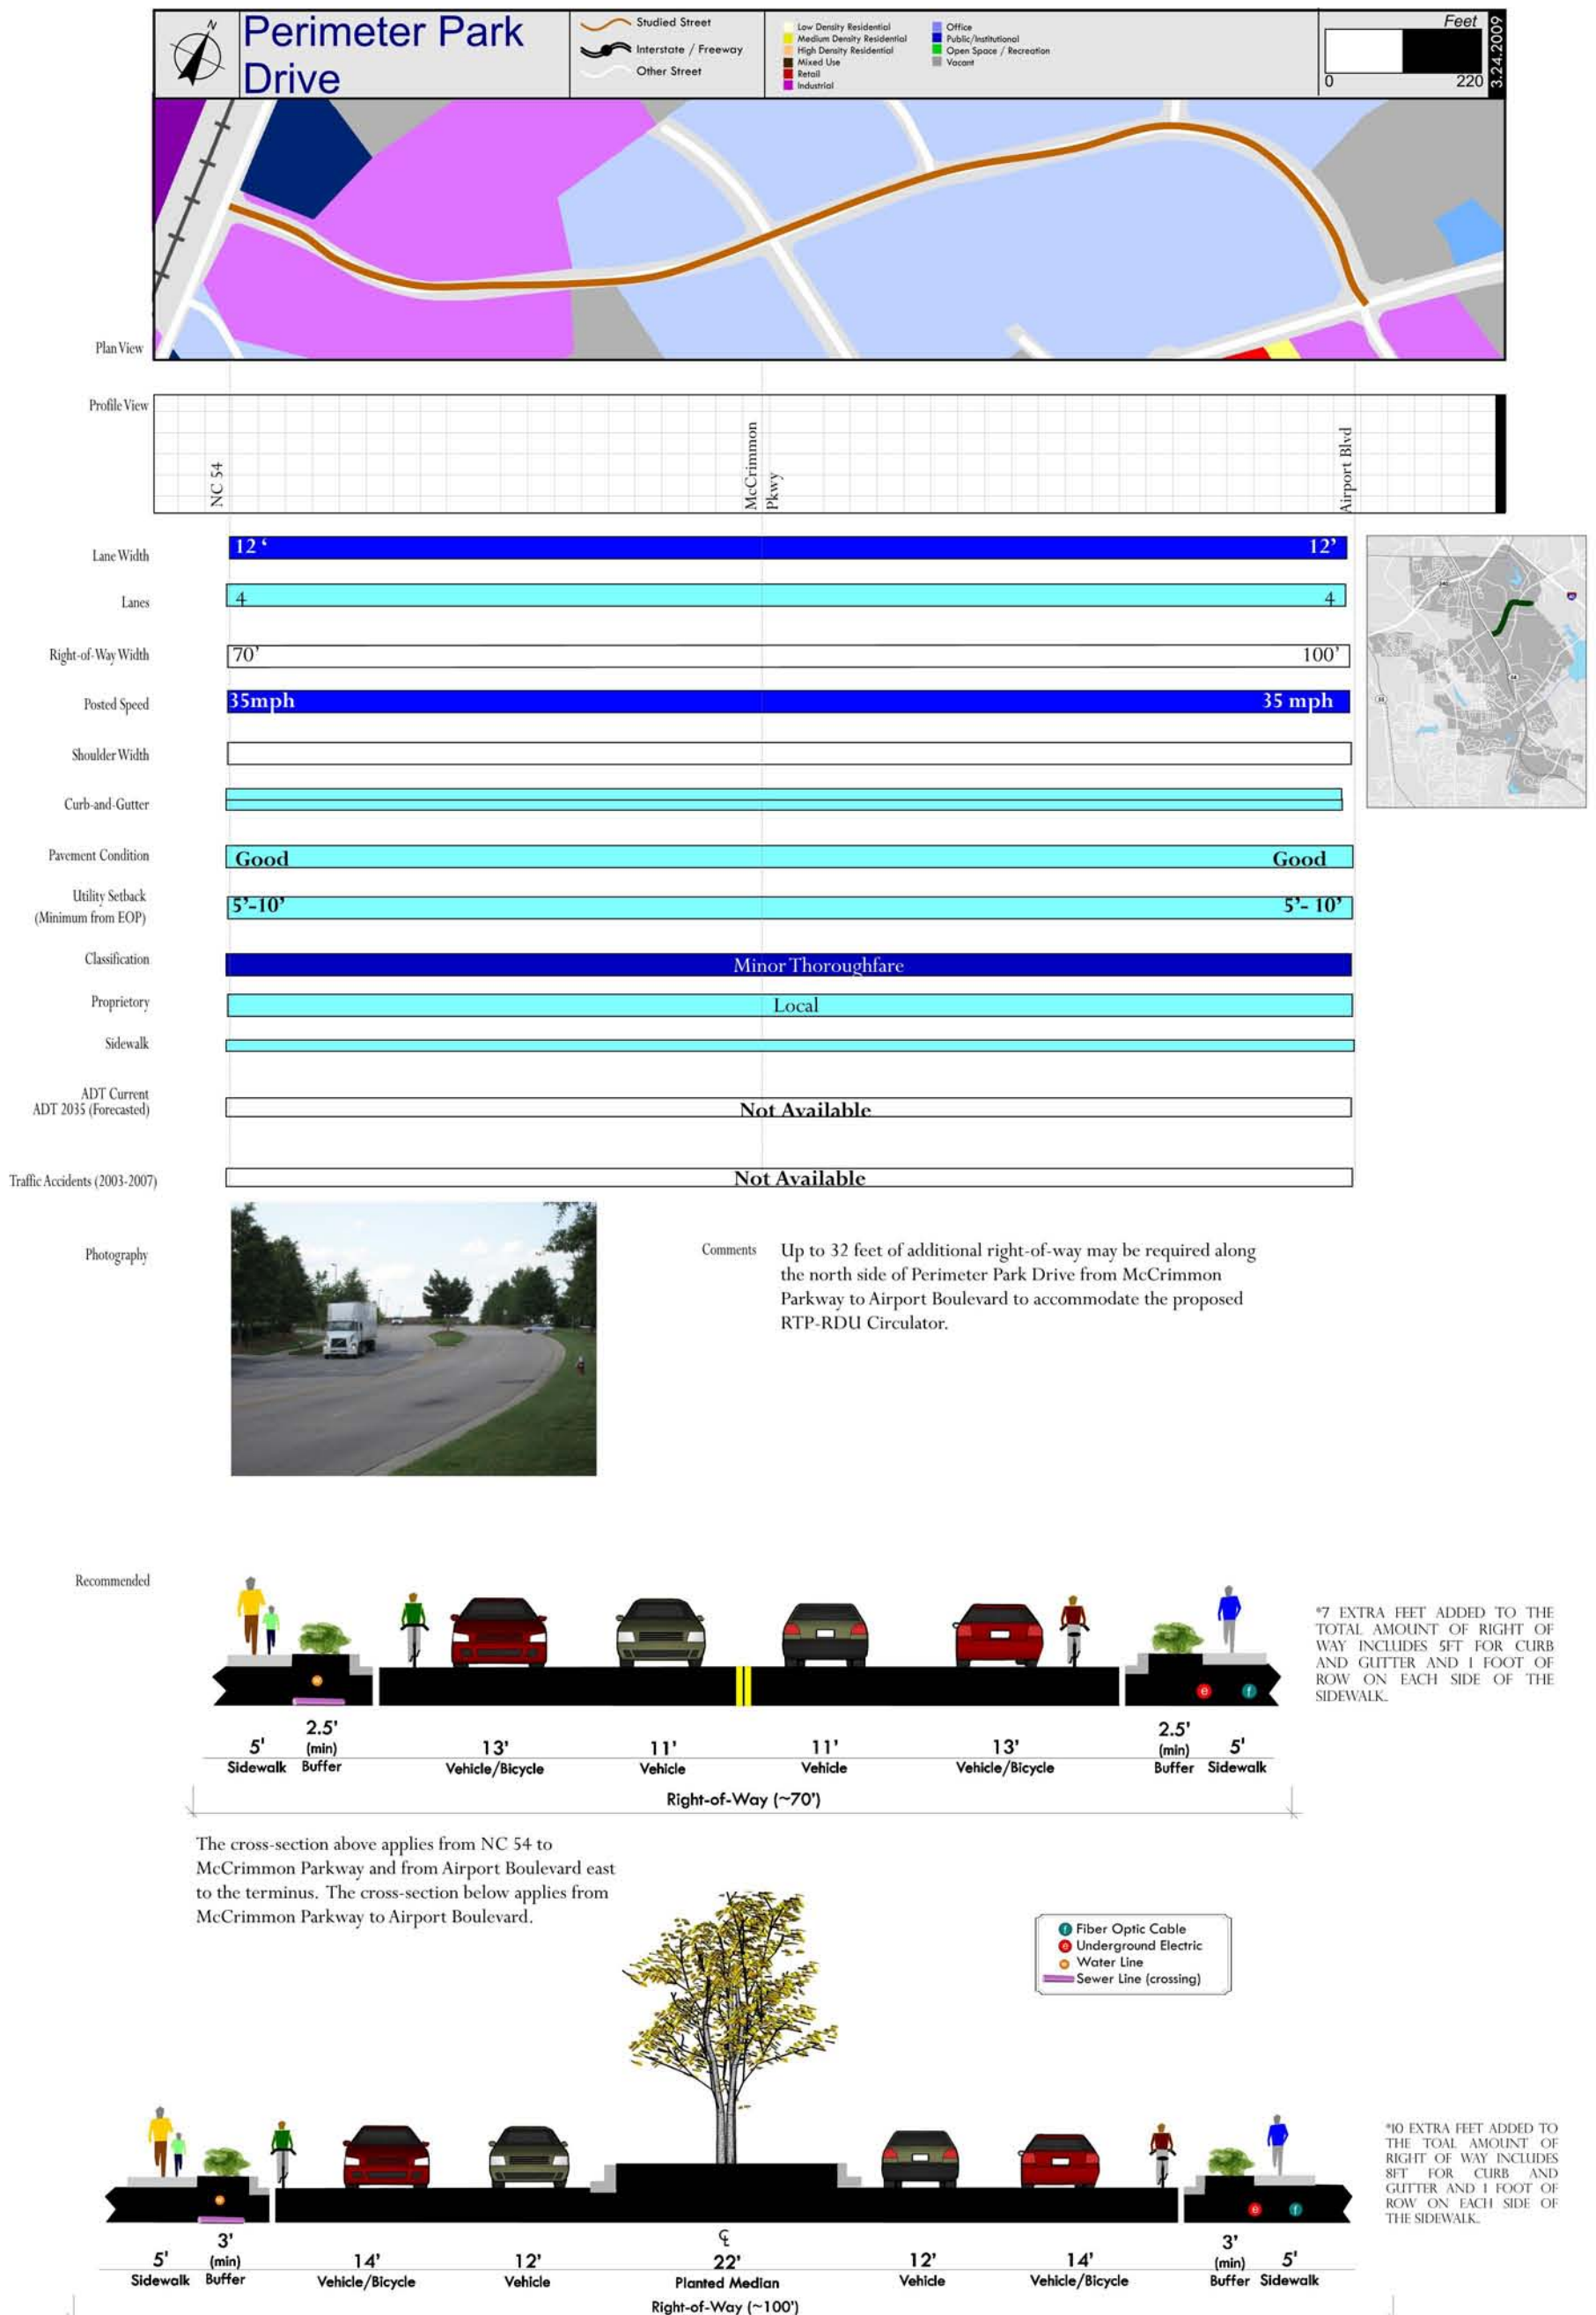 N
Perimeter Park
Drive
Studied Street
Interstate / Freeway
Other Street
Low Density Residential
Medium Density Residential
High Density Residential
Mixed Use
Retail
Industrial
Office
Public/Institutional
Open Space / Recreation
Vacant
Feet
0 220
3.24.2009
Plan View
Profile View
NC 54
McCrimmon
Pkwy
Airport Blvd
Lane Width 12 ‘ 12’
Lanes 4 4
Right-of-Way Width 70’ 100’
Posted Speed 35mph 35 mph
Shoulder Width
Curb-and-Gutter
Pavement Condition Good Good
Utility Setback
(Minimum from EOP) 5’-10’ 5’- 10’
Classification Minor Thoroughfare
Proprietory Local
Sidewalk
ADT Current
ADT 2035 (Forecasted) Not Available
Traffic Accidents (2003-2007) Not Available
Photography
Comments
Up to 32 feet of additional right-of-way may be required along
the north side of Perimeter Park Drive from McCrimmon
Parkway to Airport Boulevard to accommodate the proposed
RTP-RDU Circulator.
Recommended
*7 EXTRA FEET ADDED TO THE
TOTAL AMOUNT OF RIGHT OF
WAY INCLUDES 5FT FOR CURB
AND GUTTER AND 1 FOOT OF
ROW ON EACH SIDE OF THE
SIDEWALK.
e f
5' 2.5' 13' 11' 11' 13' 2.5' 5'
(min) (min)
Sidewalk Buffer Vehicle/Bicycle Vehicle Vehicle Vehicle/Bicycle Buffer Sidewalk
Right-of-Way (~70')
The cross-section above applies from NC 54 to
McCrimmon Parkway and from Airport Boulevard east
to the terminus. The cross-section below applies from
McCrimmon Parkway to Airport Boulevard.
f Fiber Optic Cable
e Underground Electric
Water Line
Sewer Line (crossing)
*10 EXTRA FEET ADDED TO
THE TOAL AMOUNT OF
RIGHT OF WAY INCLUDES
8FT FOR CURB AND
GUTTER AND 1 FOOT OF
ROW ON EACH SIDE OF
THE SIDEWALK.
e f
℄
5' 3' 14' 12' 22' 12' 14' 3' 5'
(min) (min)
Sidewalk Buffer Vehicle/Bicycle Vehicle Planted Median Vehicle Vehicle/Bicycle Buffer Sidewalk
Right-of-Way (~100')